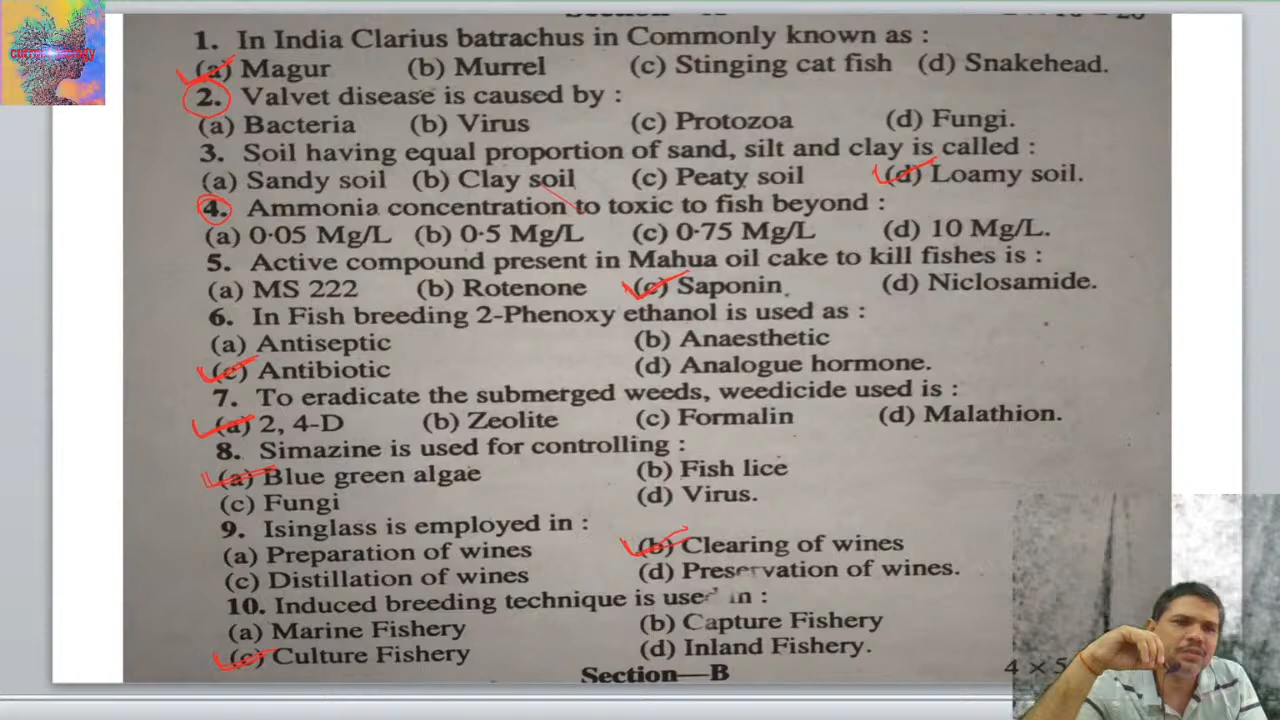 1. In India Clarius batrachus in Commonly known as :
(a) Magur (b) Murrel (c) Stinging cat fish (d) Snakehead.
2. Valvet disease is caused by :
(a) Bacteria (b) Virus (c) Protozoa (d) Fungi.
3. Soil having equal proportion of sand, silt and clay is called :
(a) Sandy soil (b) Clay soil (c) Peaty soil (d) Loamy soil.
4. Ammonia concentration to toxic to fish beyond :
(a) 0·05 Mg/L (b) 0·5 Mg/L (c) 0·75 Mg/L (d) 10 Mg/L.
5. Active compound present in Mahua oil cake to kill fishes is :
(a) MS 222 (b) Rotenone (c) Saponin (d) Niclosamide.
6. In Fish breeding 2-Phenoxy ethanol is used as :
(a) Antiseptic (b) Anaesthetic
(c) Antibiotic (d) Analogue hormone.
7. To eradicate the submerged weeds, weedicide used is :
(a) 2, 4-D (b) Zeolite (c) Formalin (d) Malathion.
8. Simazine is used for controlling :
(a) Blue green algae (b) Fish lice
(c) Fungi (d) Virus.
9. Isinglass is employed in :
(a) Preparation of wines (b) Clearing of wines
(c) Distillation of wines (d) Preservation of wines.
10. Induced breeding technique is used in :
(a) Marine Fishery (b) Capture Fishery
(c) Culture Fishery (d) Inland Fishery.
Section—B
4 × 5